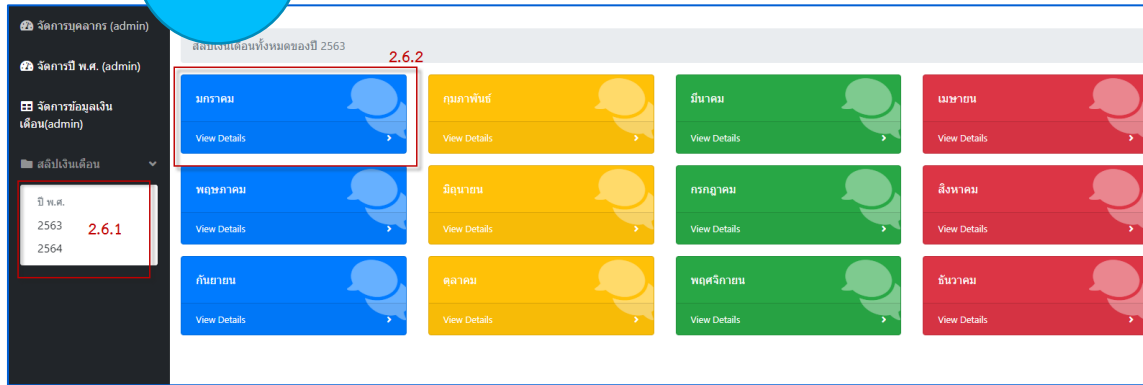 จัดการบุคลากร (admin)
จัดการปี พ.ศ. (admin)
จัดการข้อมูลเงิน
เดือน(admin)
สลิปเงินเดือน
ปี พ.ศ.
2563
2.6.1
2564
สลิปเงินเดือนทั้งหมดของปี 2563
2.6.2
มกราคม
View Details
กุมภาพันธ์
View Details
มีนาคม
View Details
เมษายน
View Details
พฤษภาคม
View Details
มิถุนายน
View Details
กรกฎาคม
View Details
สิงหาคม
View Details
กันยายน
View Details
ตุลาคม
View Details
พฤศจิกายน
View Details
ธันวาคม
View Details